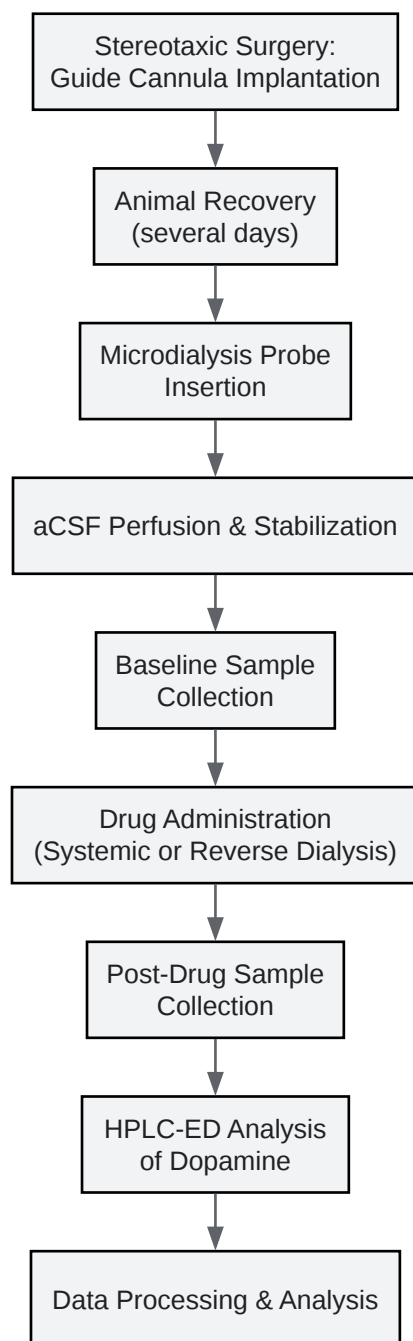 Stereotaxic Surgery:
Guide Cannula Implantation
Animal Recovery
(several days)
Microdialysis Probe
Insertion
aCSF Perfusion & Stabilization
Baseline Sample
Collection
Drug Administration
(Systemic or Reverse Dialysis)
Post-Drug Sample
Collection
HPLC-ED Analysis
of Dopamine
Data Processing & Analysis